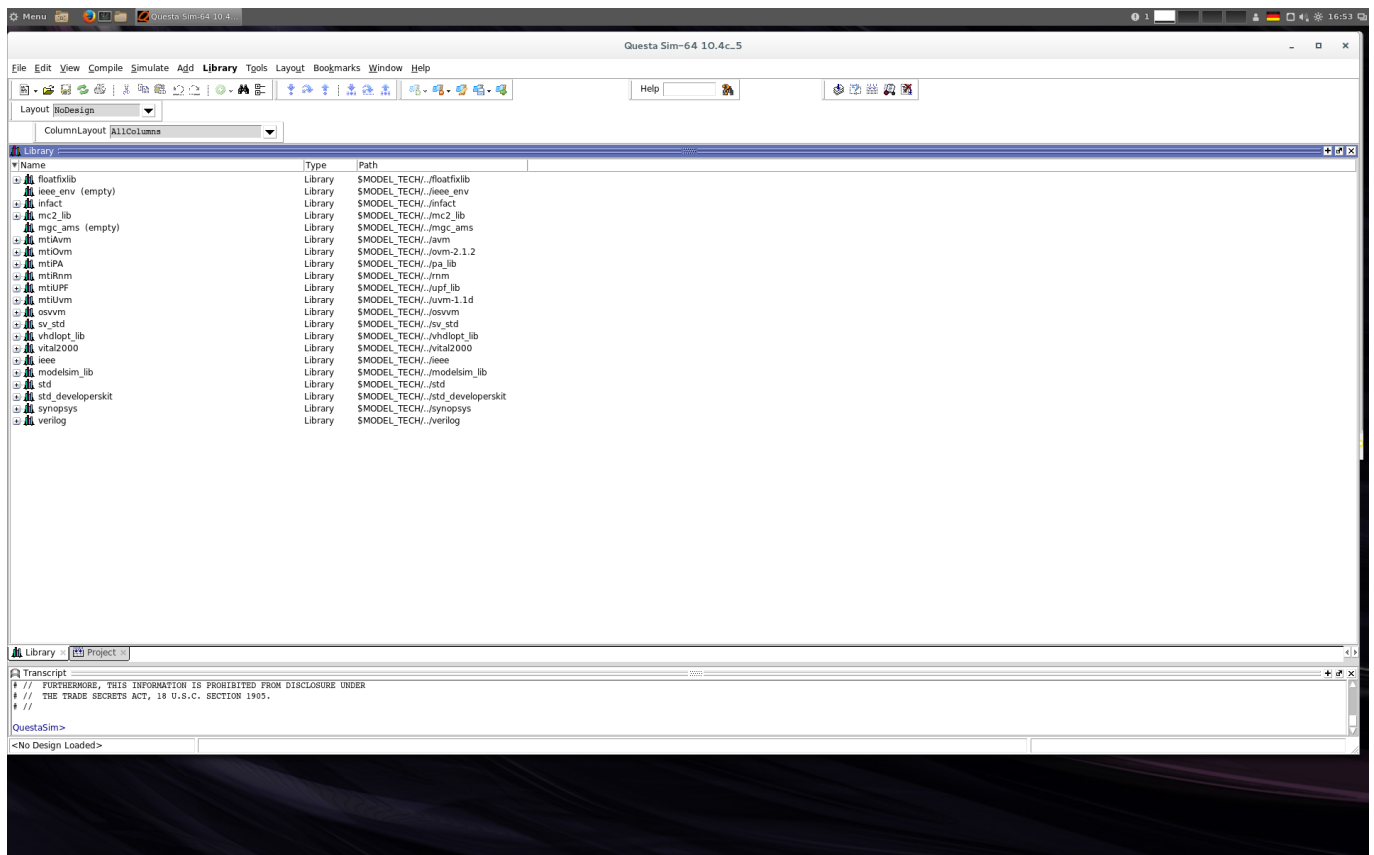 Menu Questa Sim-64 10.4... 1 16:53
Questa Sim-64 10.4c_5
File Edit View Compile Simulate Add Library Tools Layout Bookmarks Window Help
Help
Layout NoDesign
ColumnLayout AllColumns
Library
Name Type Path
floatfixlib Library $MODEL_TECH/../floatfixlib
ieee_env (empty) Library $MODEL_TECH/../ieee_env
infact Library $MODEL_TECH/../infact
mc2_lib Library $MODEL_TECH/../mc2_lib
mgc_ams (empty) Library $MODEL_TECH/../mgc_ams
mtiAvm Library $MODEL_TECH/../avm
mtiOvm Library $MODEL_TECH/../ovm-2.1.2
mtiPA Library $MODEL_TECH/../pa_lib
mtiRnm Library $MODEL_TECH/../rnm
mtiUPF Library $MODEL_TECH/../upf_lib
mtiUvm Library $MODEL_TECH/../uvm-1.1d
osvvm Library $MODEL_TECH/../osvvm
sv_std Library $MODEL_TECH/../sv_std
vhdlopt_lib Library $MODEL_TECH/../vhdlopt_lib
vital2000 Library $MODEL_TECH/../vital2000
ieee Library $MODEL_TECH/../ieee
modelsim_lib Library $MODEL_TECH/../modelsim_lib
std Library $MODEL_TECH/../std
std_developerskit Library $MODEL_TECH/../std_developerskit
synopsys Library $MODEL_TECH/../synopsys
verilog Library $MODEL_TECH/../verilog
Library Project
Transcript
# // FURTHERMORE, THIS INFORMATION IS PROHIBITED FROM DISCLOSURE UNDER
# // THE TRADE SECRETS ACT, 18 U.S.C. SECTION 1905.
# //
QuestaSim>
<No Design Loaded>